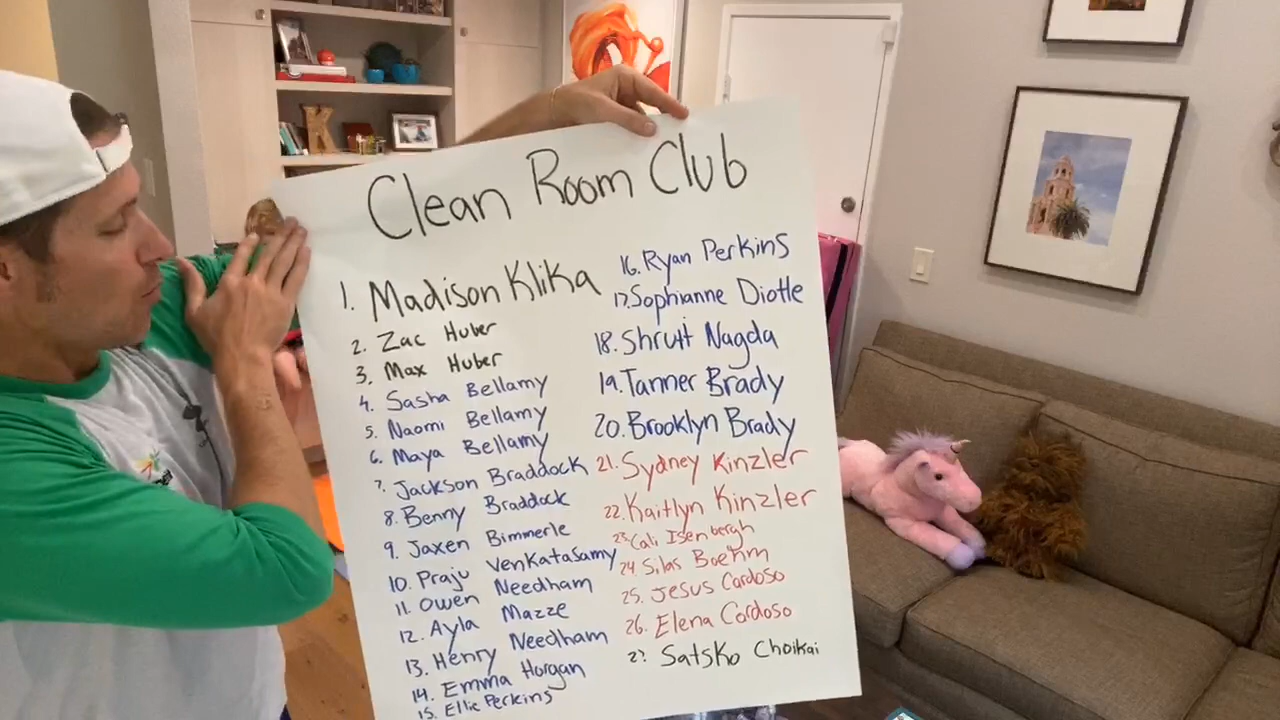 Clean Room Club
1. Madison Klika
2. Zac Huber
3. Max Huber
4. Sasha Bellamy
5. Naomi Bellamy
6. Maya Bellamy
7. Jackson Braddock
8. Benny Braddock
9. Jaxen Bimmerle
10. Praju Venkatasamy
11. Owen Needham
12. Ayla Mazze
13. Henry Needham
14. Emma Horgan
15. Ellie Perkins
16. Ryan Perkins
17. Sophianne Diotte
18. Shruti Nagda
19. Tanner Brady
20. Brooklyn Brady
21. Sydney Kinzler
22. Kaitlyn Kinzler
23. Cali Isenbergh
24 Silas Boehm
25. Jesus Cardoso
26. Elena Cardoso
27 Satsko Choikai
K